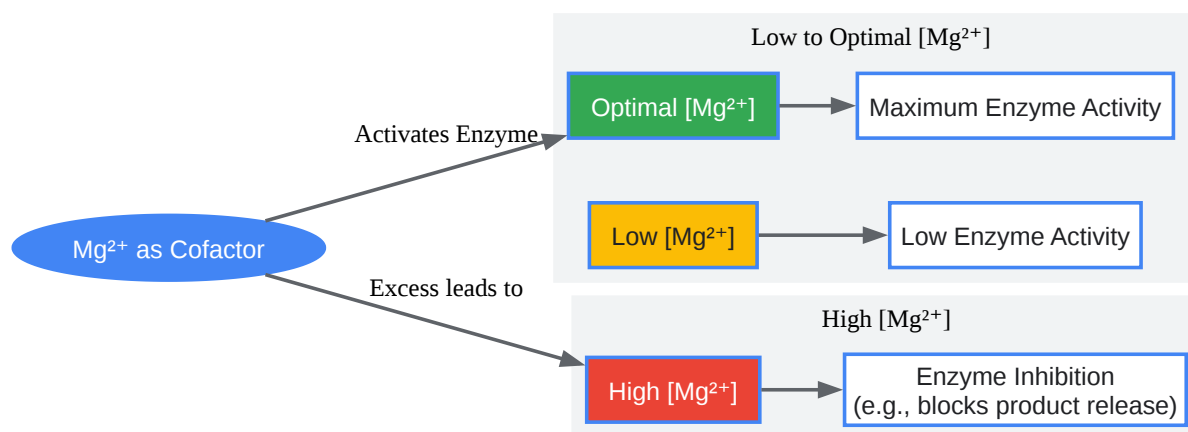 Low to Optimal [Mg²⁺]
Optimal [Mg²⁺]
Maximum Enzyme Activity
Activates Enzyme
Low [Mg²⁺]
Low Enzyme Activity
Mg²⁺ as Cofactor
Excess leads to
High [Mg²⁺]
High [Mg²⁺]
Enzyme Inhibition
(e.g., blocks product release)